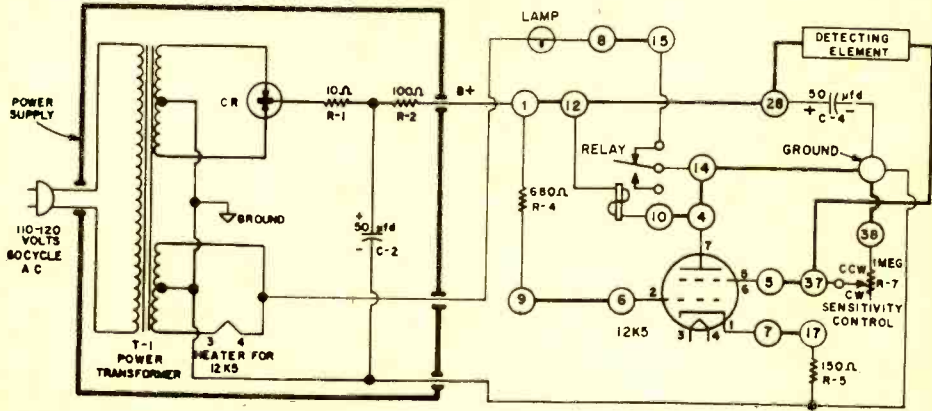 LAMP
8
15
DETECTING
ELEMENT
POWER
SUPPLY
CR
10Ω
R-1
100Ω
R-2
B+
1
12
28
50 µfd
+ C-4 -
RELAY
GROUND
14
680Ω
R-4
10
4
38
110-120
VOLTS
60CYCLE
A C
GROUND
+
50 µfd
-
C-2
7
8
6
5
37
CCW
1MEG
R-7
CW
SENSITIVITY
CONTROL
9
6
2
12K5
3
4
1
7
17
150Ω
R-5
T-1
POWER
TRANSFORMER
3 4
HEATER FOR
12K5